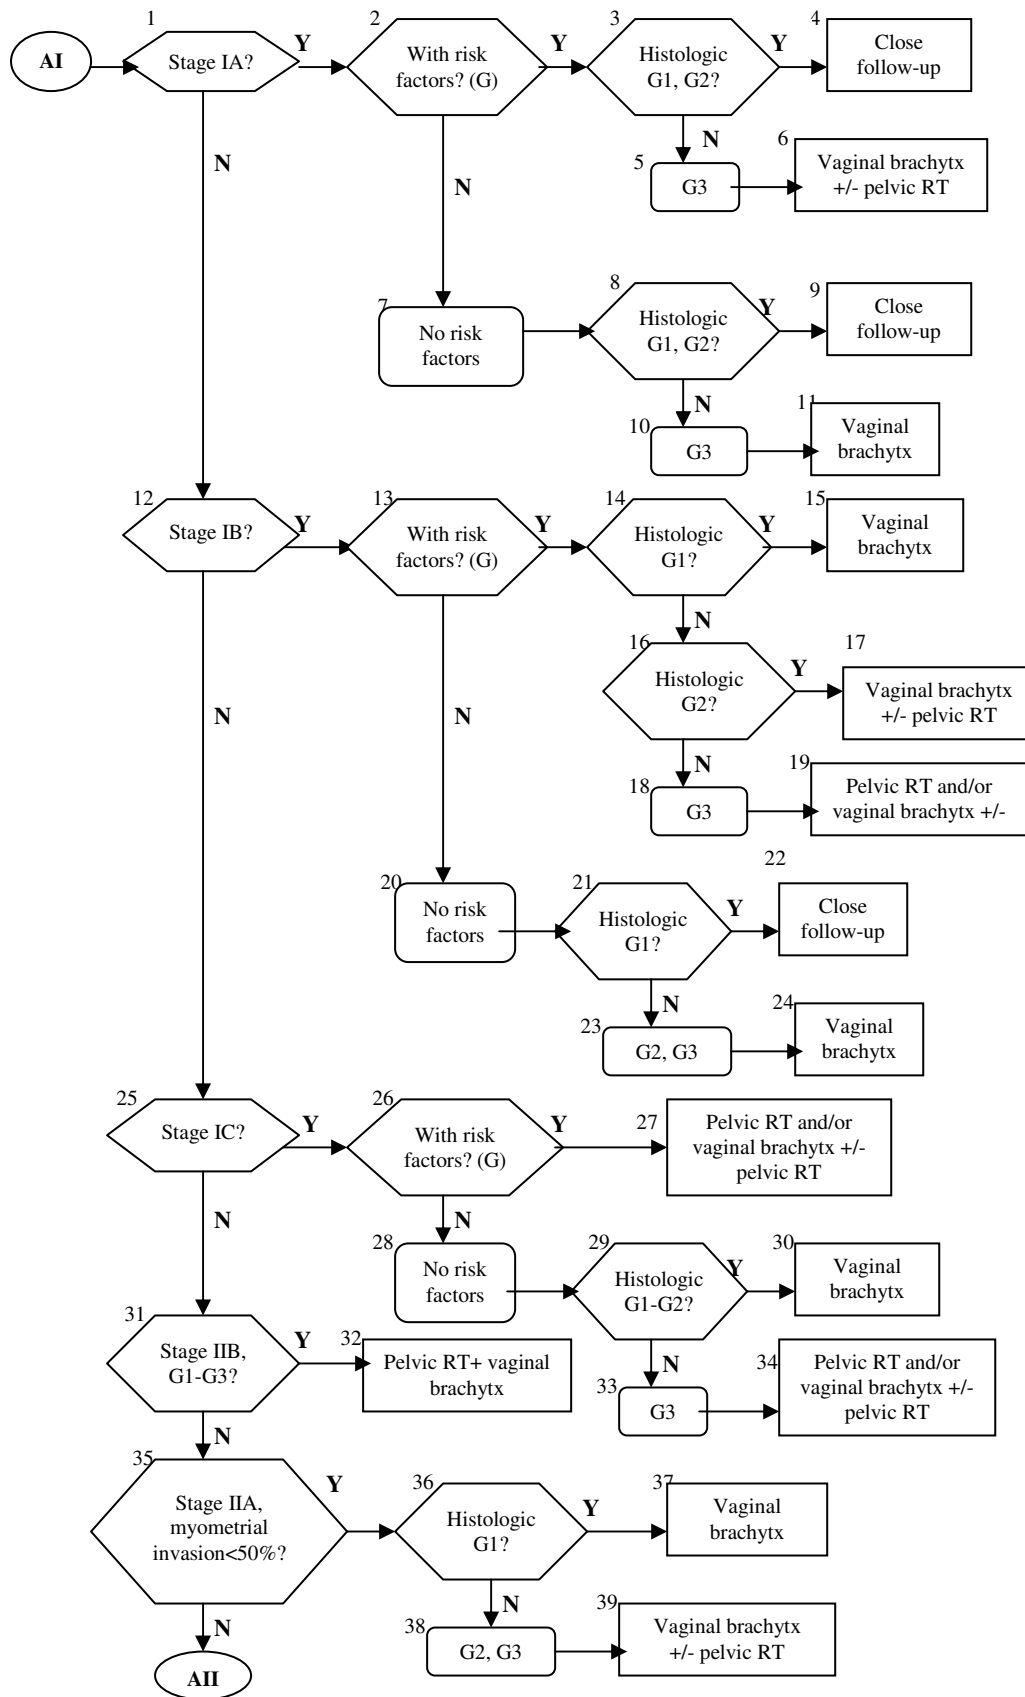 1
2
3
4
AI
Stage IA?
Y
With risk
factors? (G)
Y
Histologic
G1, G2?
Y
Close
follow-up
N
N
N
5
G3
6
Vaginal brachytx
+/- pelvic RT
7
No risk
factors
8
Histologic
G1, G2?
Y
9
Close
follow-up
N
10
G3
11
Vaginal
brachytx
12
Stage IB?
Y
13
With risk
factors? (G)
Y
14
Histologic
G1?
Y
15
Vaginal
brachytx
N
N
N
16
Histologic
G2?
Y
17
Vaginal brachytx
+/- pelvic RT
N
18
G3
19
Pelvic RT and/or
vaginal brachytx +/-
20
No risk
factors
21
Histologic
G1?
Y
22
Close
follow-up
N
23
G2, G3
24
Vaginal
brachytx
25
Stage IC?
Y
26
With risk
factors? (G)
Y
27
Pelvic RT and/or
vaginal brachytx +/-
pelvic RT
N
N
28
No risk
factors
29
Histologic
G1-G2?
Y
30
Vaginal
brachytx
31
Stage IIB,
G1-G3?
Y
32
Pelvic RT+ vaginal
brachytx
N
33
G3
34
Pelvic RT and/or
vaginal brachytx +/-
pelvic RT
N
35
Stage IIA,
myometrial
invasion<50%?
Y
36
Histologic
G1?
Y
37
Vaginal
brachytx
N
N
38
G2, G3
39
Vaginal brachytx
+/- pelvic RT
AII